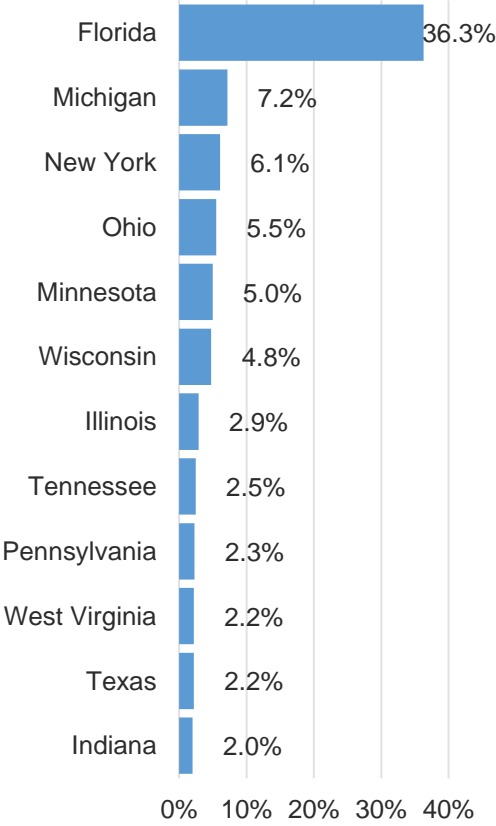 Florida 36.3%
Michigan 7.2%
New York 6.1%
Ohio 5.5%
Minnesota 5.0%
Wisconsin 4.8%
Illinois 2.9%
Tennessee 2.5%
Pennsylvania 2.3%
West Virginia 2.2%
Texas 2.2%
Indiana 2.0%
0% 10% 20% 30% 40%